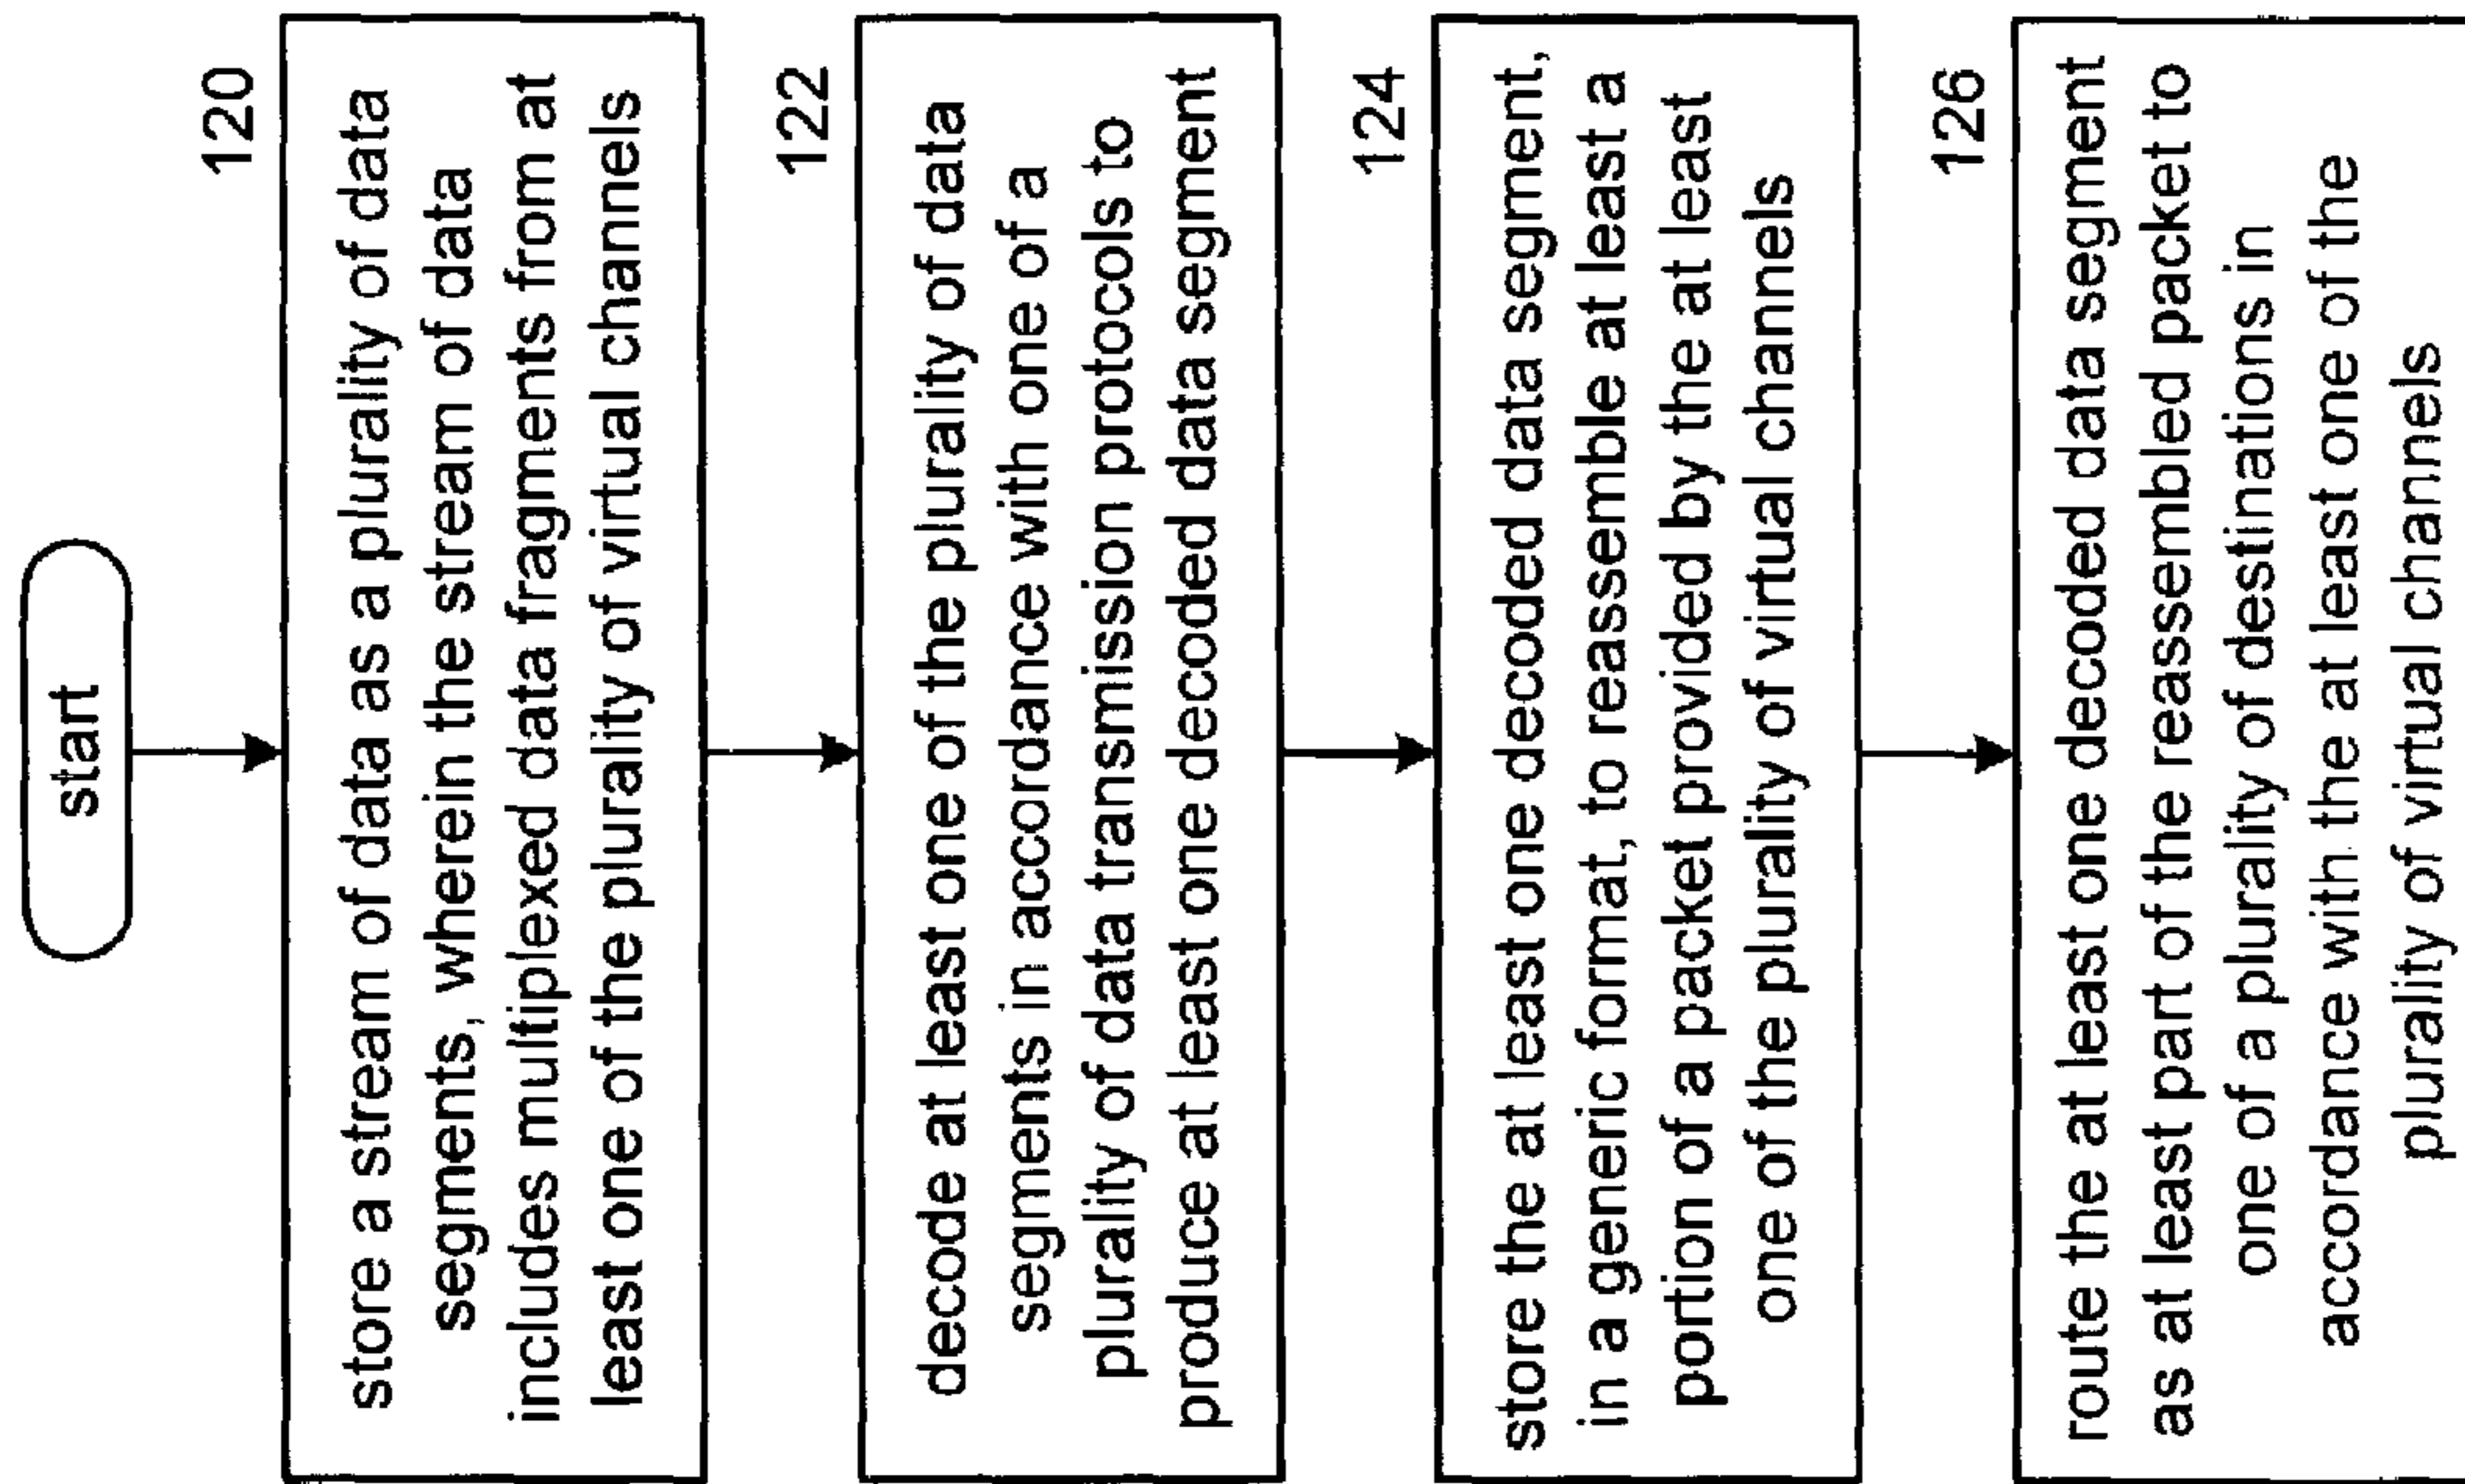 start
120
store a stream of data as a plurality of data
segments, wherein the stream of data
includes multiplexed data fragments from at
least one of the plurality of virtual channels
122
decode at least one of the plurality of data
segments in accordance with one of a
plurality of data transmission protocols to
produce at least one decoded data segment
124
store the at least one decoded data segment,
in a generic format, to reassemble at least a
portion of a packet provided by the at least
one of the plurality of virtual channels
126
route the at least one decoded data segment
as at least part of the reassembled packet to
one of a plurality of destinations in
accordance with the at least one of the
plurality of virtual channels